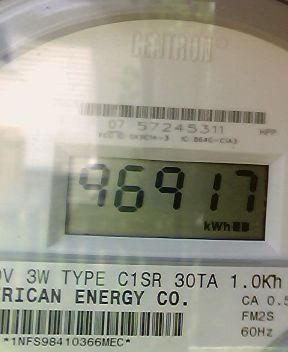 CENTRON
07 57245311 HPP
96917
kWh
V 3W TYPE C1SR 30TA 1.0Kh
RICAN ENERGY CO.
CA 0.5
FM2S
60Hz
*1NFS98410366MEC*